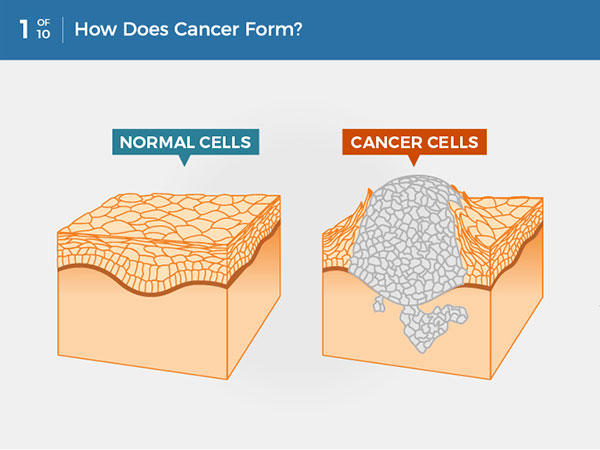 1 OF 10 How Does Cancer Form?
NORMAL CELLS
CANCER CELLS